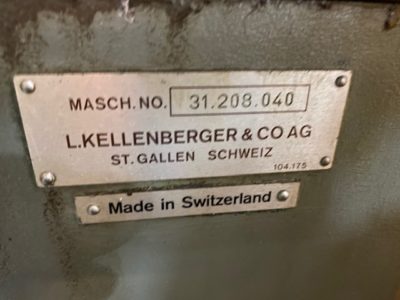 MASCH.NO. 31.208.040
L.KELLENBERGER & CO AG
ST. GALLEN SCHWEIZ
104.175
Made in Switzerland